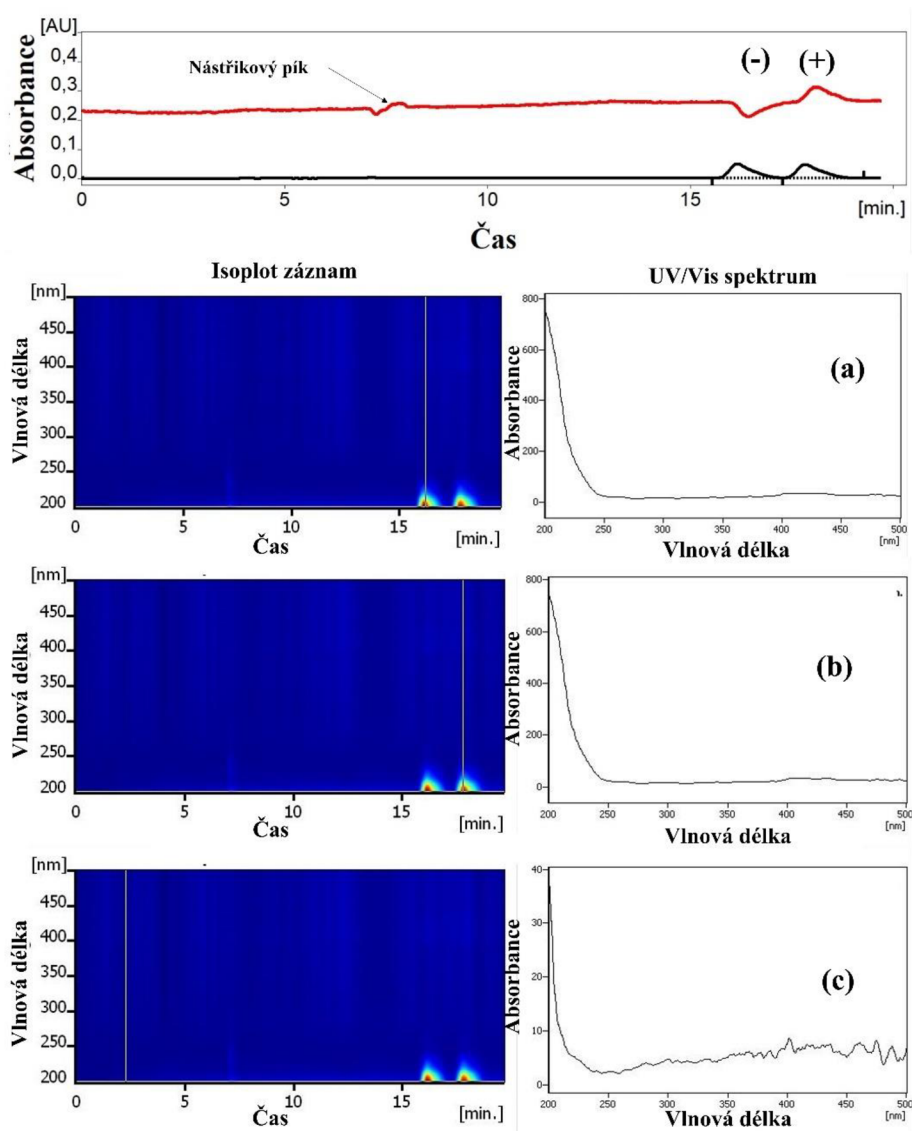 [AU]
Absorbance
0,4
0,3
0,2
0,1
0,0
Nástřikový pík
(-)
(+)
0
5
10
15
[min.]
Čas
Isoplot záznam
UV/Vis spektrum
[nm]
Vlnová délka
450
400
350
300
250
200
0
5
10
15
[min.]
Čas
Absorbance
800
600
400
200
0
(a)
200 250 300 350 400 450 500
[nm]
Vlnová délka
[nm]
Vlnová délka
450
400
350
300
250
200
0
5
10
15
[min.]
Čas
Absorbance
800
600
400
200
0
(b)
200 250 300 350 400 450 500
[nm]
Vlnová délka
[nm]
Vlnová délka
450
400
350
300
250
200
0
5
10
15
[min.]
Čas
Absorbance
40
30
20
10
0
(c)
200 250 300 350 400 450 500
[nm]
Vlnová délka